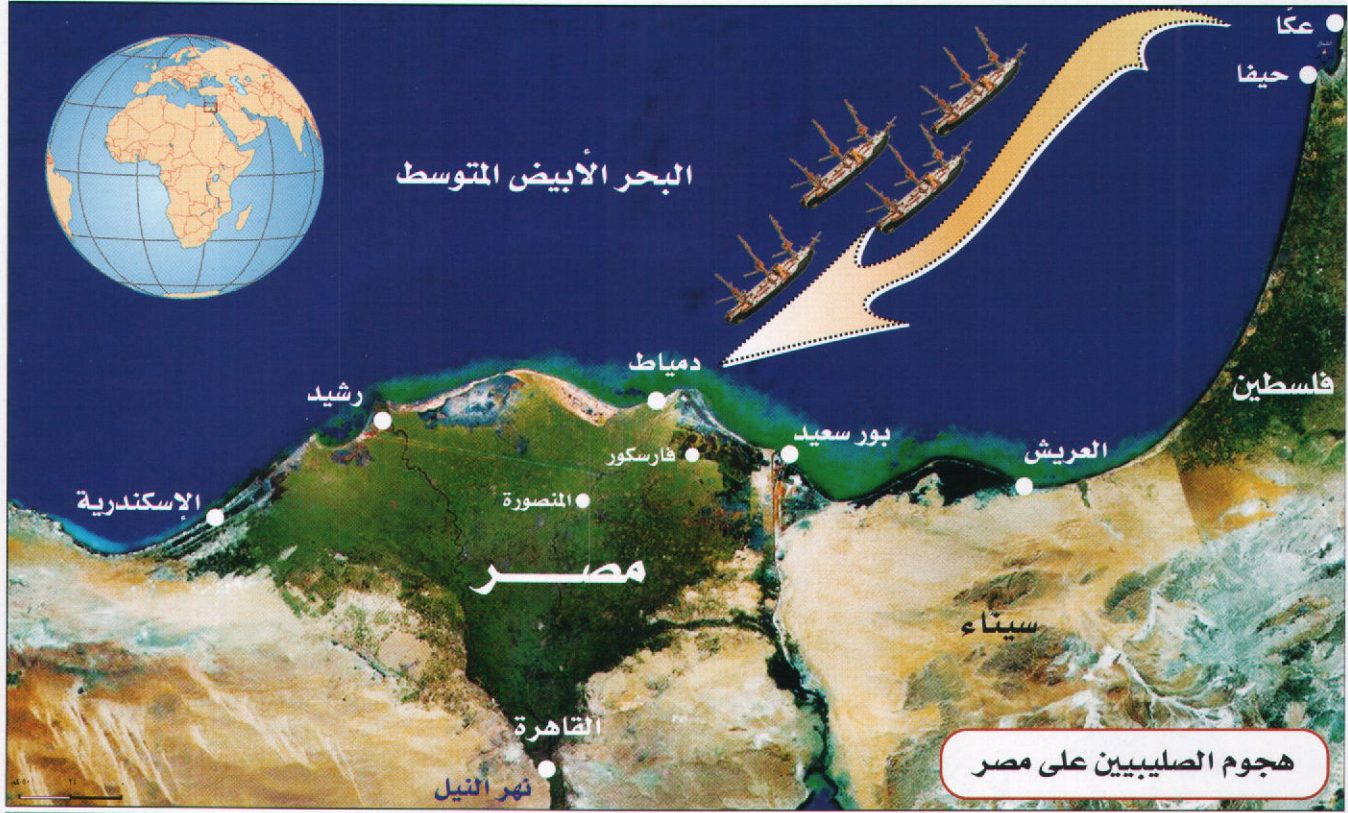 عكا
الشمال
حيفا
البحر الأبيض المتوسط
فلسطين
دمياط
رشيد
بور سعيد
العريش
فارسكور
المنصورة
الإسكندرية
مصر
سيناء
القاهرة
نهر النيل
هجوم الصليبيين على مصر